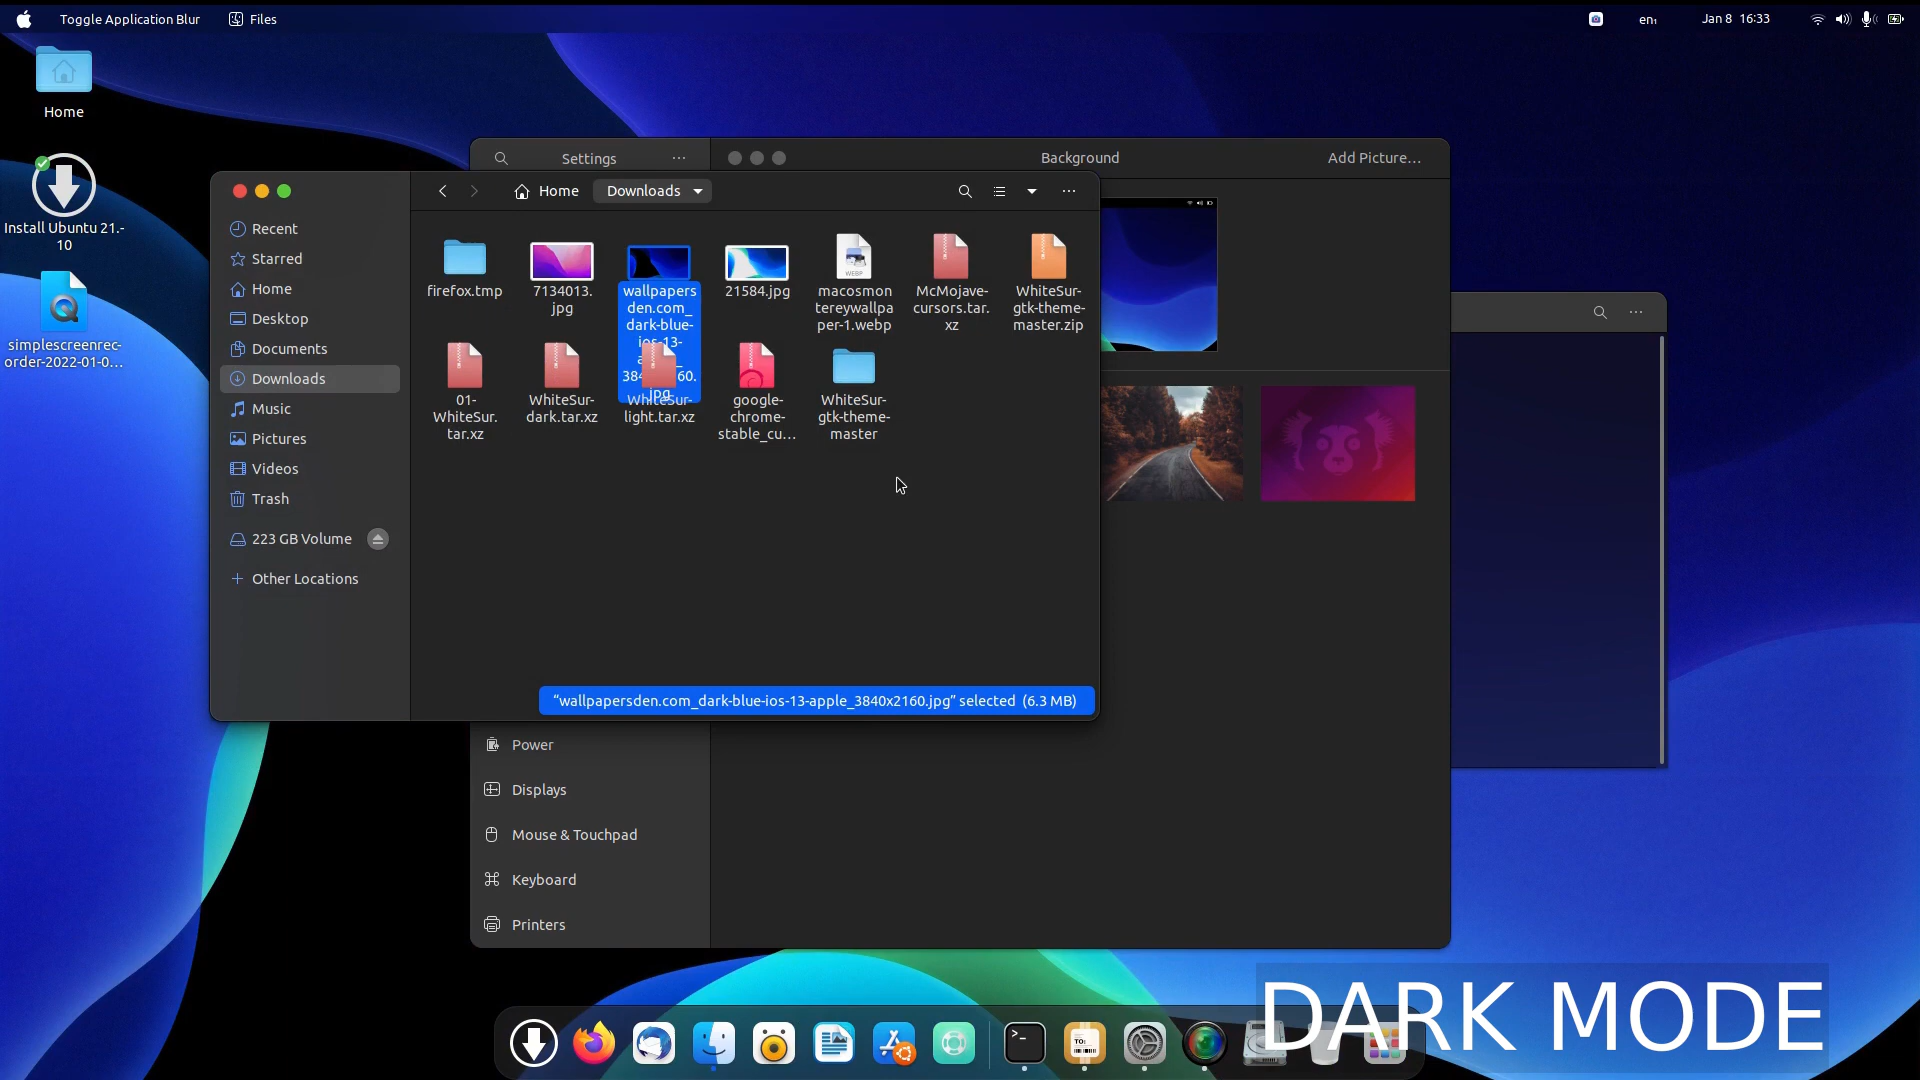 Toggle Application Blur
Files
en₁
Jan 8 16:33
Home
Install Ubuntu 21.-
10
simplescreenrec-
order-2022-01-0...
Settings
Background
Add Picture…
Home
Downloads
Recent
Starred
Home
Desktop
Documents
Downloads
Music
Pictures
Videos
Trash
223 GB Volume
Other Locations
firefox.tmp
7134013.
jpg
wallpapers
den.com_
dark-blue-
ios-13-
jpg
21584.jpg
WEBP
macosmon
tereywallpa
per-1.webp
McMojave-
cursors.tar.
xz
WhiteSur-
gtk-theme-
master.zip
01-
WhiteSur.
tar.xz
WhiteSur-
dark.tar.xz
WhiteSur-
light.tar.xz
google-
chrome-
stable_cu…
WhiteSur-
gtk-theme-
master
“wallpapersden.com_dark-blue-ios-13-apple_3840x2160.jpg” selected (6.3 MB)
Power
Displays
Mouse & Touchpad
Keyboard
Printers
TO:
DARK MODE